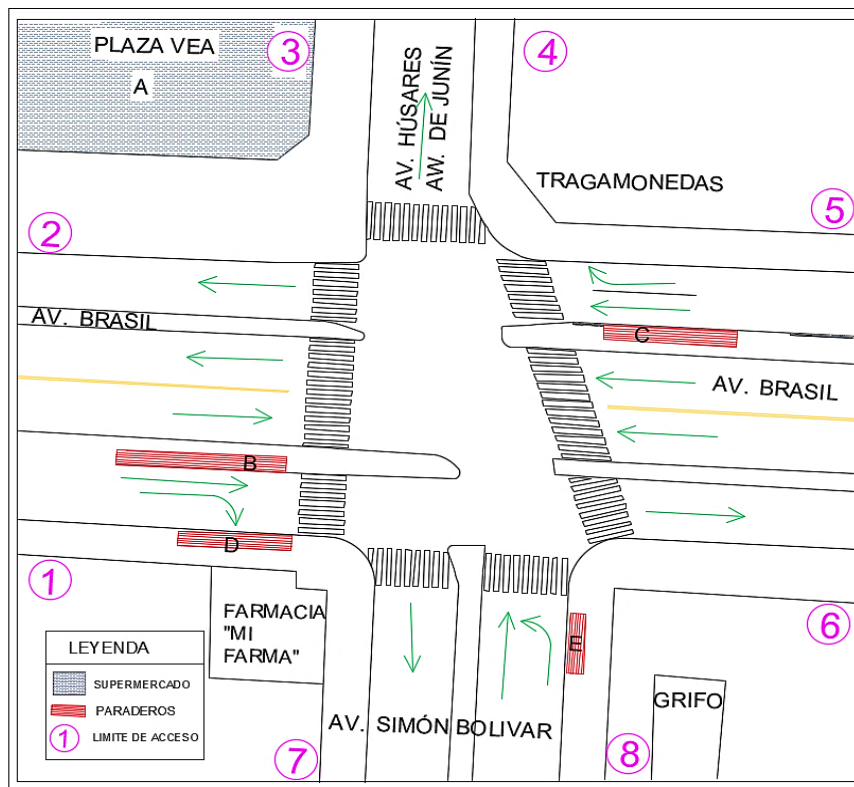 PLAZA VEA
A
3
AV. HÚSARES
AW. DE JUNÍN
4
TRAGAMONEDAS
5
2
AV. BRASIL
C
AV. BRASIL
B
D
1
FARMACIA
"MI
FARMA"
E
6
LEYENDA
SUPERMERCADO
PARADEROS
1
LIMITE DE ACCESO
GRIFO
AV. SIMÓN BOLIVAR
7
8